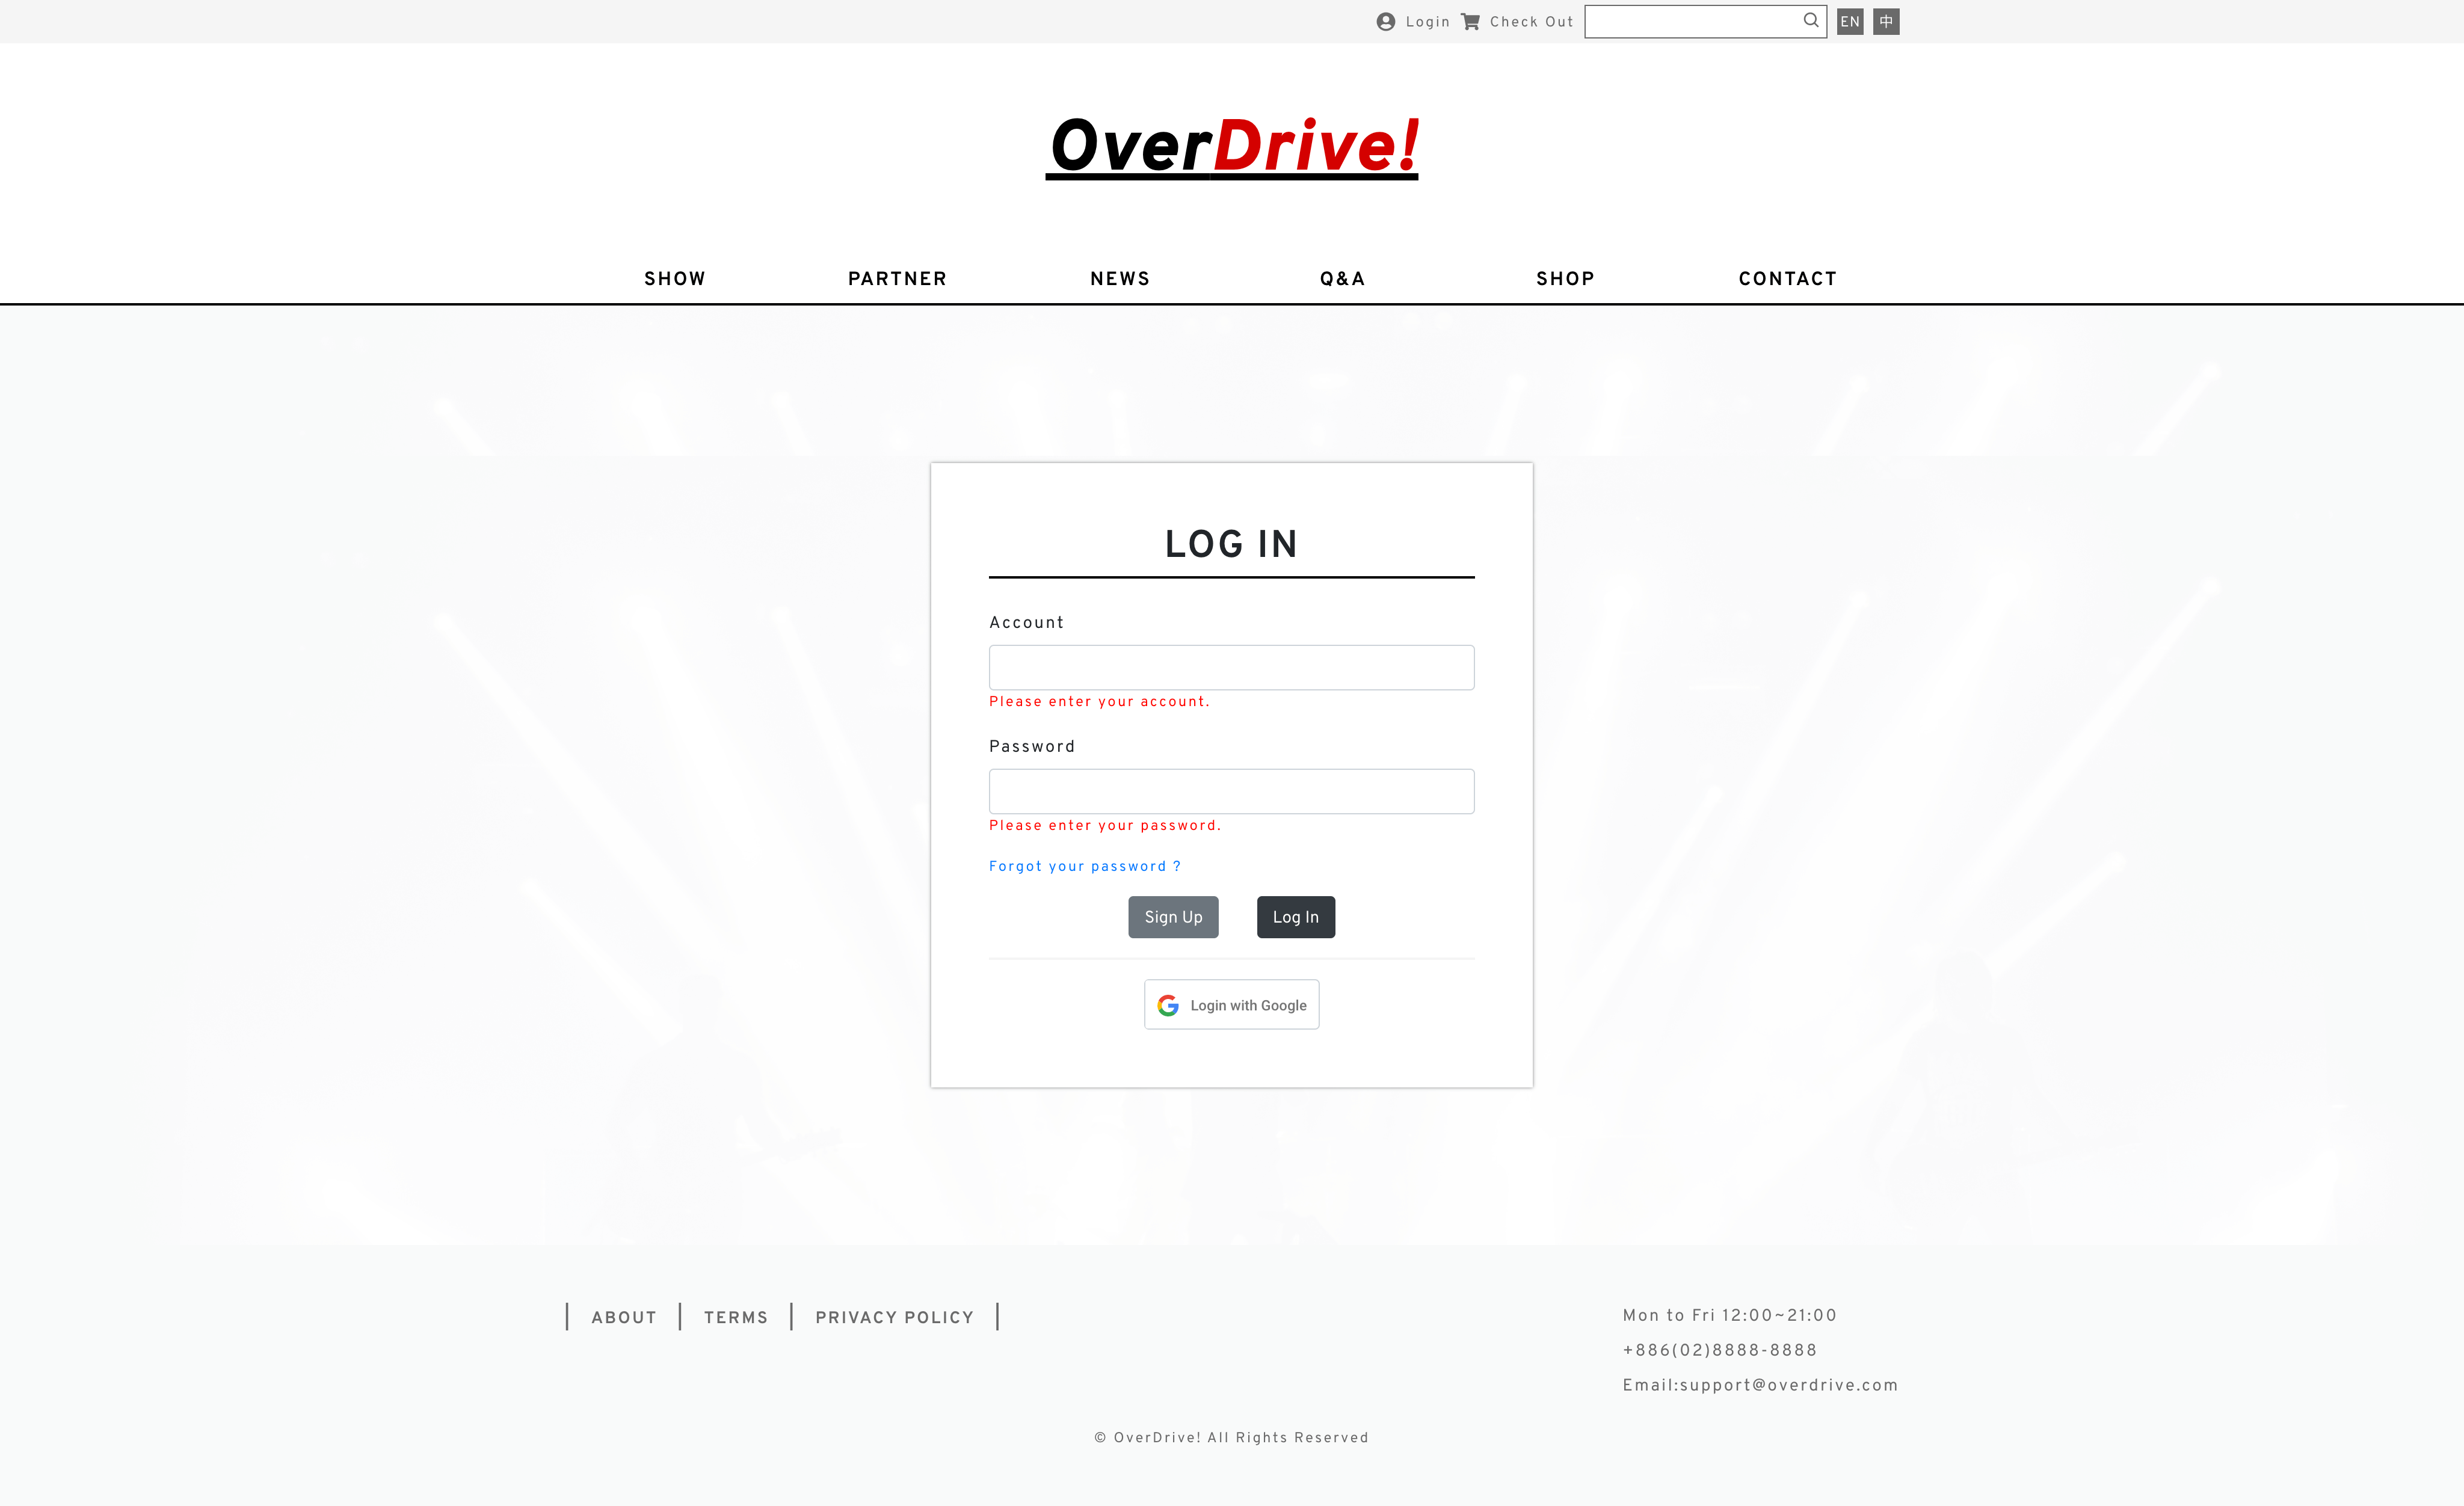 Login Check Out EN 中
OverDrive!
SHOW PARTNER NEWS Q&A SHOP CONTACT
LOG IN
Account
Please enter your account.
Password
Please enter your password.
Forgot your password ?
Sign Up Log In
Login with Google
ABOUT TERMS PRIVACY POLICY
Mon to Fri 12:00~21:00
+886(02)8888-8888
Email:support@overdrive.com
© OverDrive! All Rights Reserved